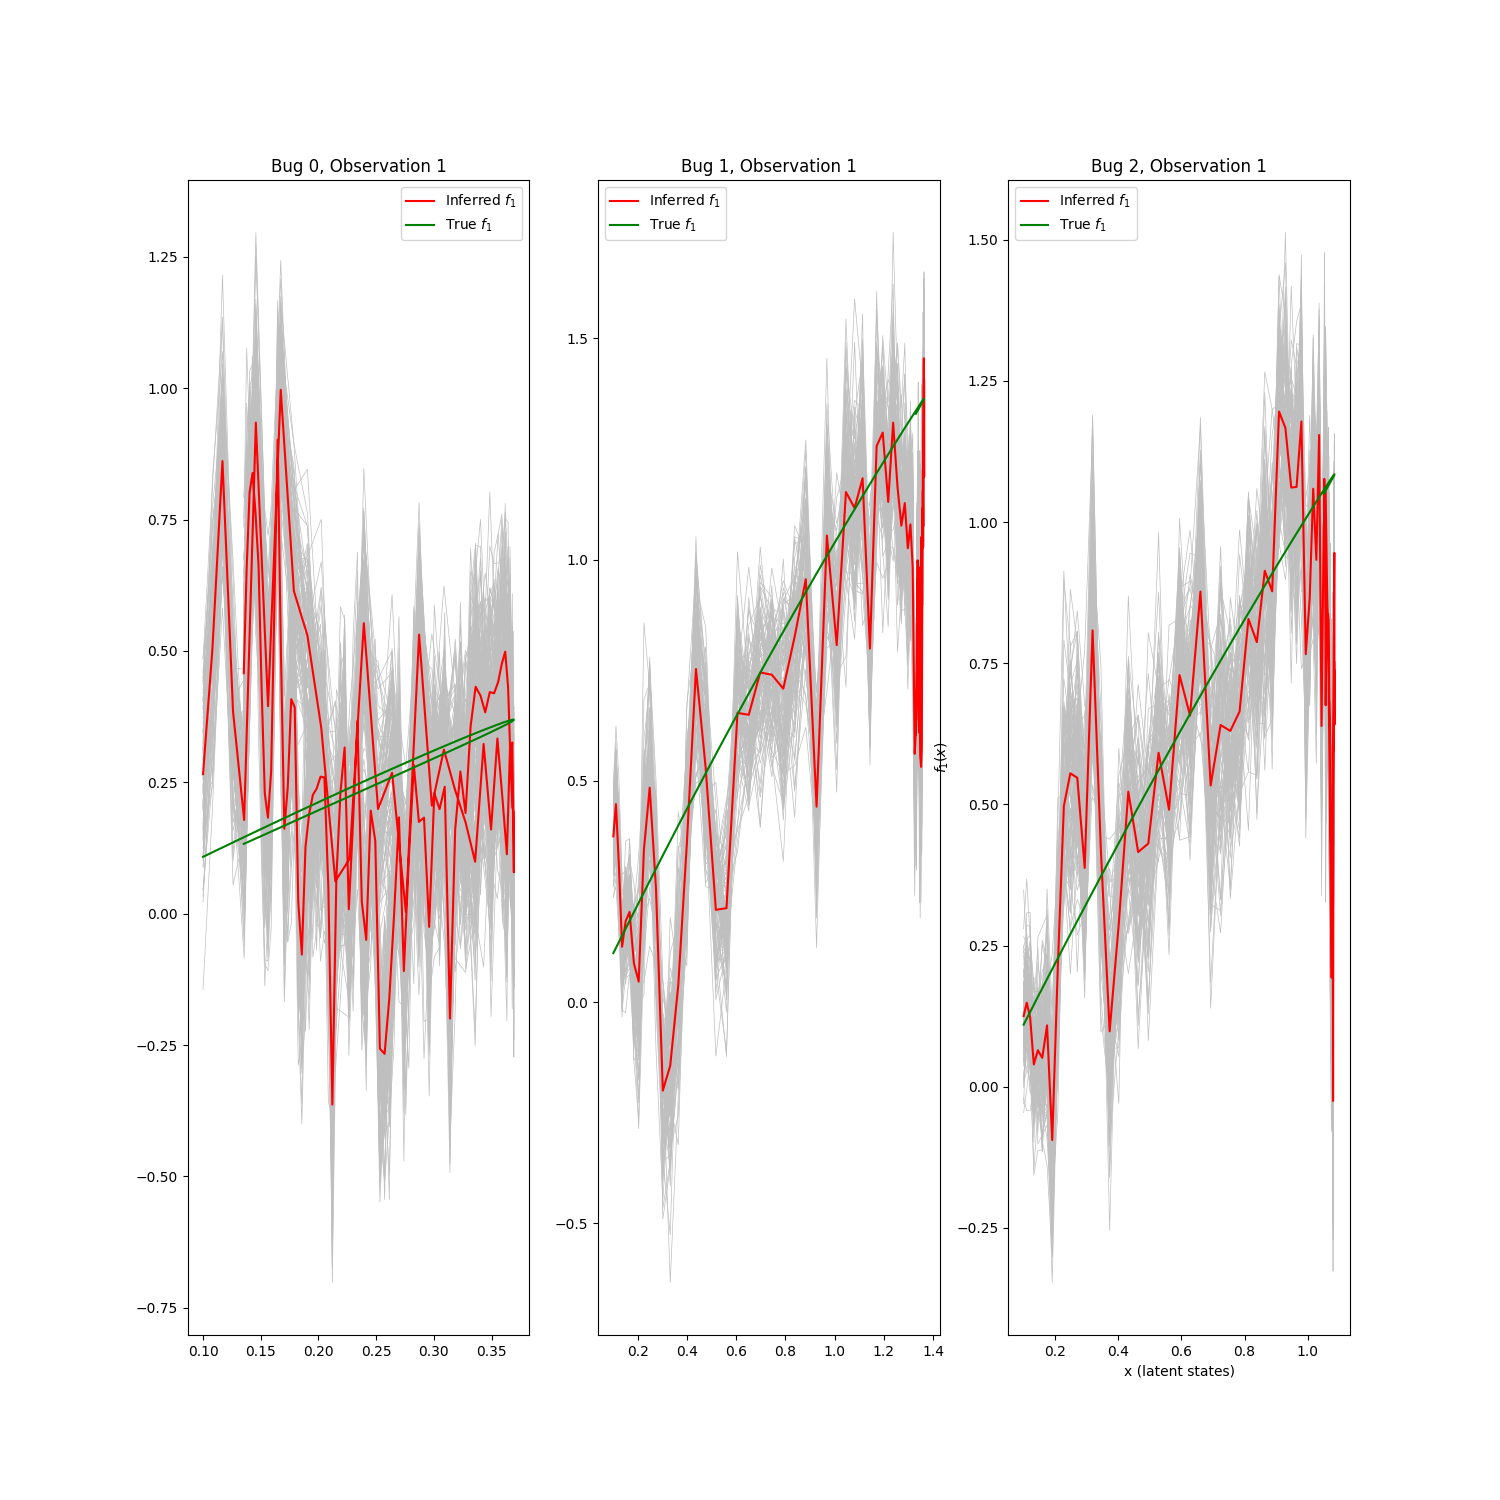 Bug 0, Observation 1
Inferred f₁
True f₁
1.25
1.00
0.75
0.50
0.25
0.00
−0.25
−0.50
−0.75
0.10 0.15 0.20 0.25 0.30 0.35
Bug 1, Observation 1
Inferred f₁
True f₁
1.5
1.0
0.5
0.0
−0.5
0.2 0.4 0.6 0.8 1.0 1.2 1.4
f₁(x)
Bug 2, Observation 1
Inferred f₁
True f₁
1.50
1.25
1.00
0.75
0.50
0.25
0.00
−0.25
0.2 0.4 0.6 0.8 1.0
x (latent states)